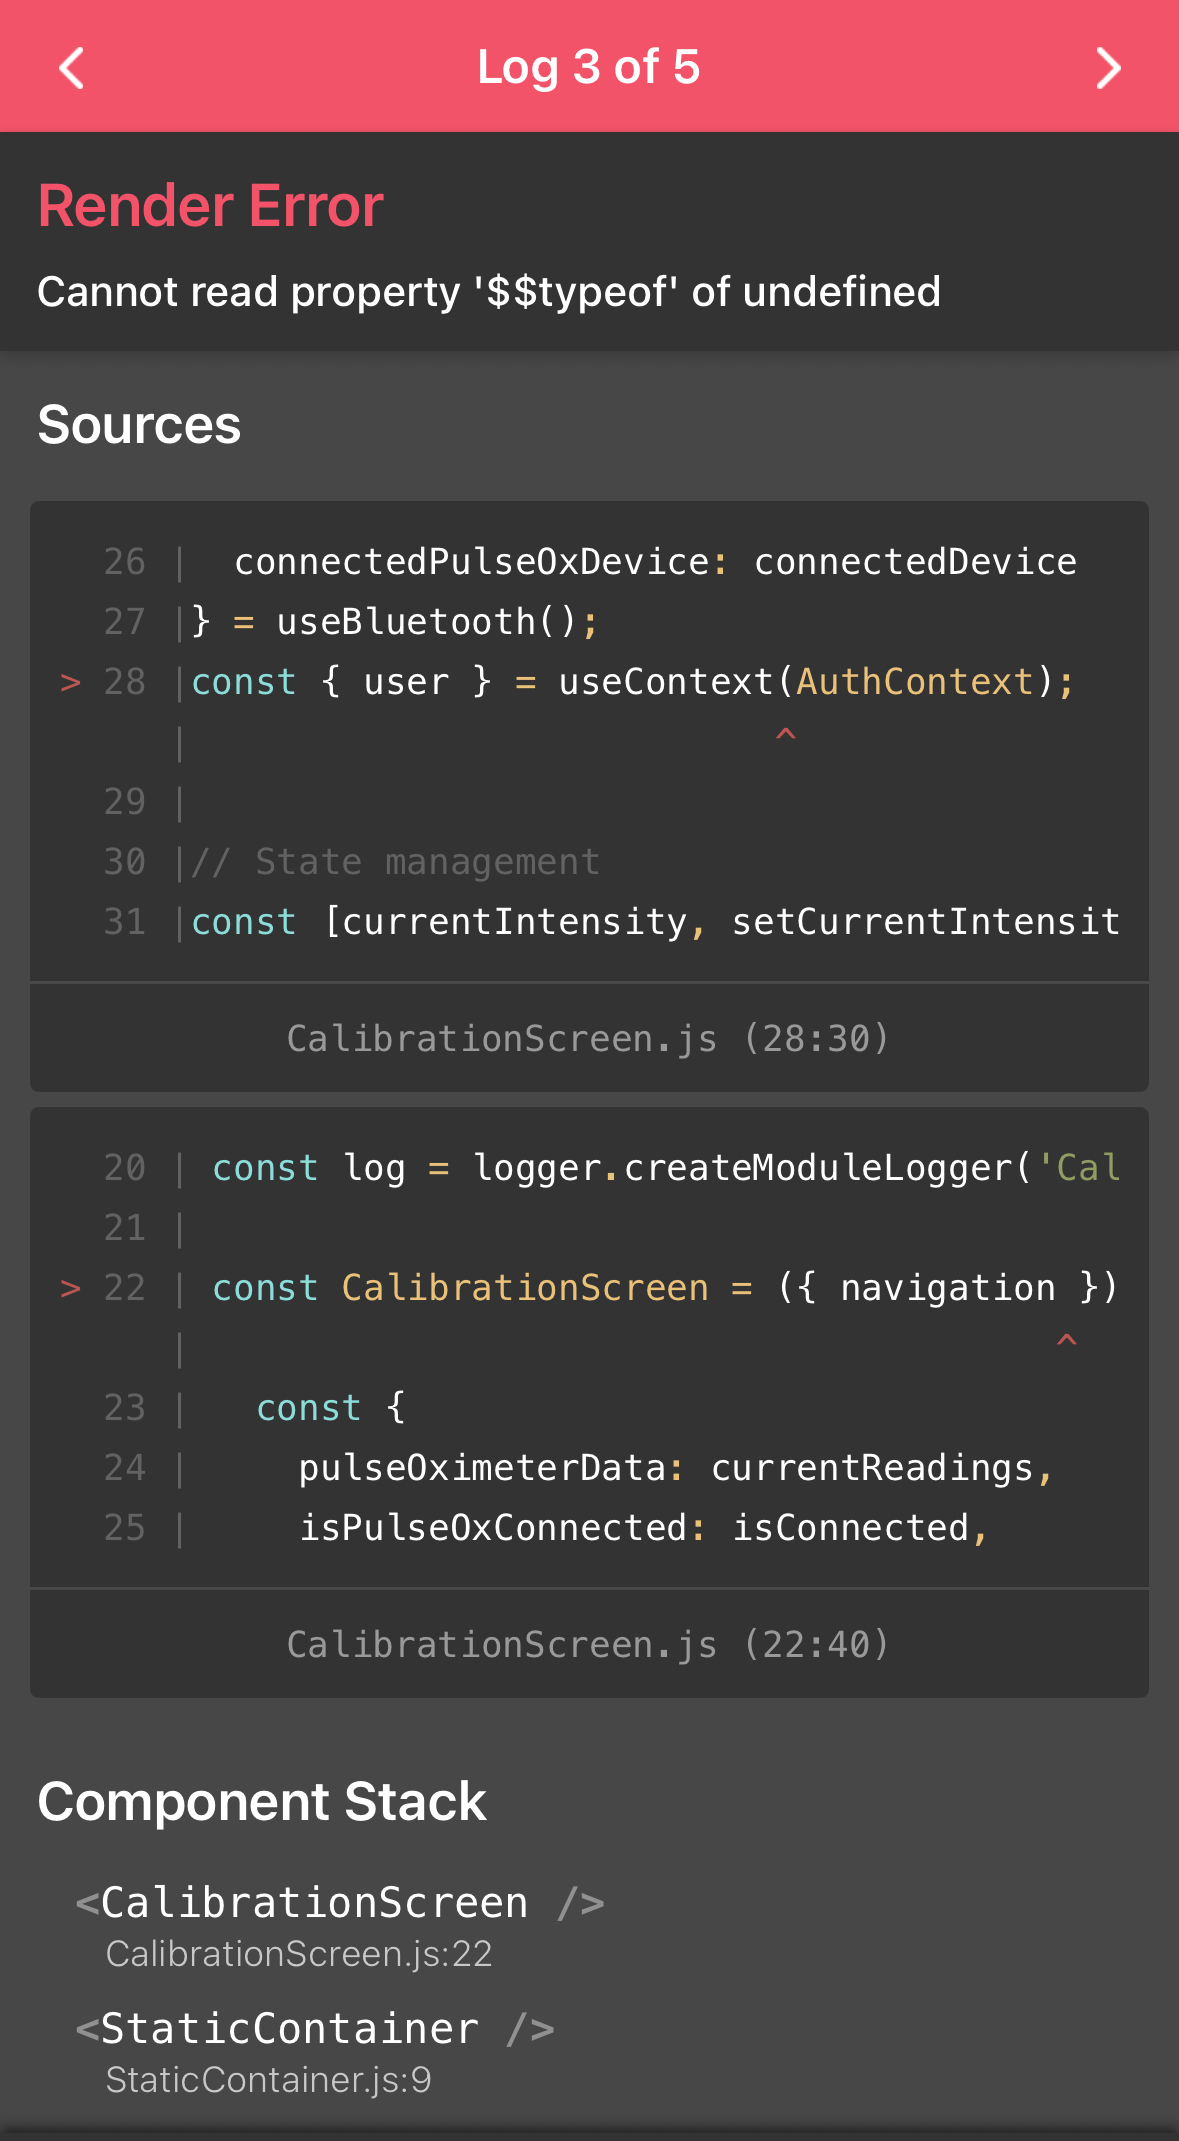 Log 3 of 5
Render Error
Cannot read property '$$typeof' of undefined
Sources
26 |  connectedPulseOxDevice: connectedDevice
27 |} = useBluetooth();
> 28 |const { user } = useContext(AuthContext);
|                            ^
29 |
30 |// State management
31 |const [currentIntensity, setCurrentIntensit
CalibrationScreen.js (28:30)
20 | const log = logger.createModuleLogger('Cal
21 |
> 22 | const CalibrationScreen = ({ navigation })
|                                         ^
23 |   const {
24 |     pulseOximeterData: currentReadings,
25 |     isPulseOxConnected: isConnected,
CalibrationScreen.js (22:40)
Component Stack
<CalibrationScreen />
CalibrationScreen.js:22
<StaticContainer />
StaticContainer.js:9